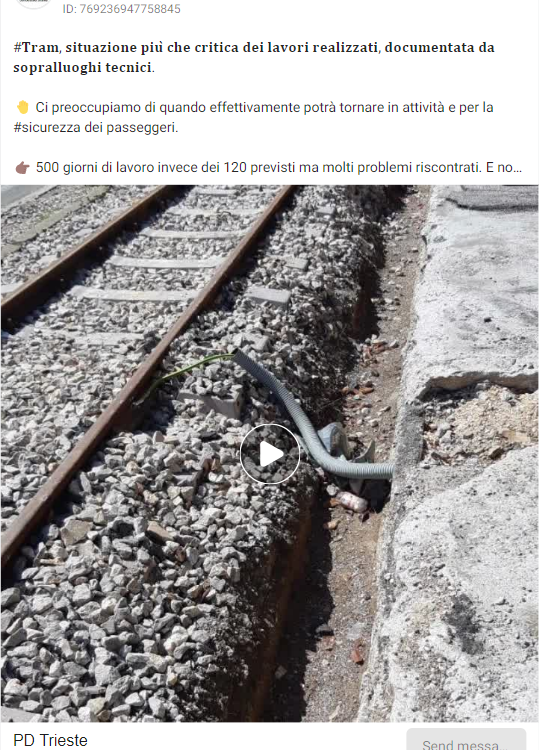 ID: 769236947758845
#Tram, situazione più che critica dei lavori realizzati, documentata da
sopralluoghi tecnici.
🤚 Ci preoccupiamo di quando effettivamente potrà tornare in attività e per la
#sicurezza dei passeggeri.
👉🏽 500 giorni di lavoro invece dei 120 previsti ma molti problemi riscontrati. E no...
PD Trieste
Send messa...